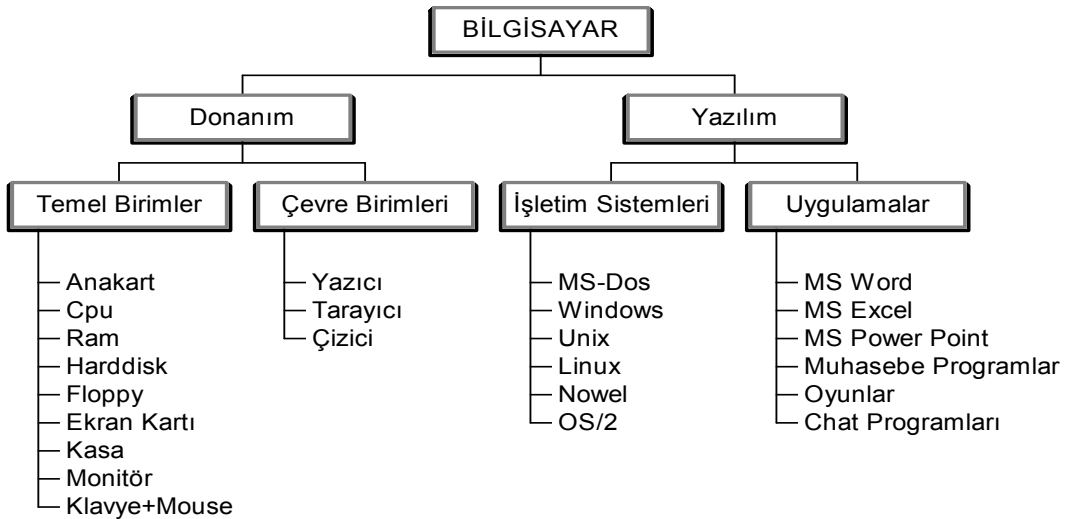 BİLGİSAYAR
Donanım
Yazılım
Temel Birimler
Çevre Birimleri
İşletim Sistemleri
Uygulamalar
Anakart
Cpu
Ram
Harddisk
Floppy
Ekran Kartı
Kasa
Monitör
Klavye+Mouse
Yazıcı
Tarayıcı
Çizici
MS-Dos
Windows
Unix
Linux
Nowel
OS/2
MS Word
MS Excel
MS Power Point
Muhasebe Programlar
Oyunlar
Chat Programları